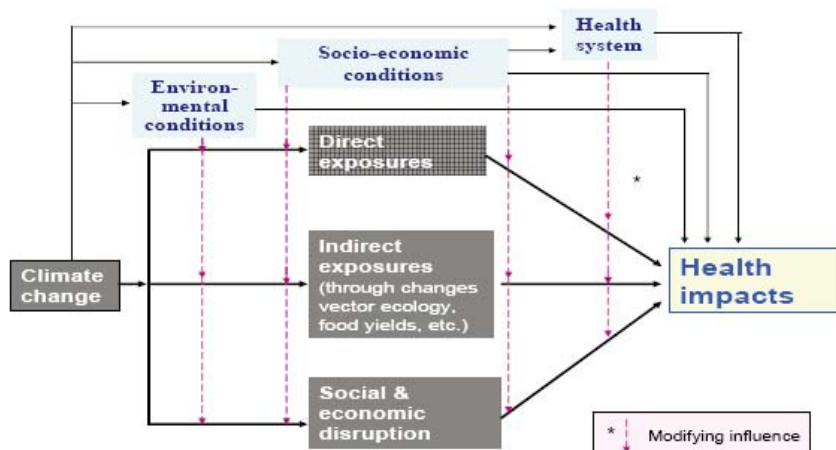 Health
system
Socio-economic
conditions
Environ-
mental
conditions
Direct
exposures
*
Climate
change
Indirect
exposures
(through changes
vector ecology,
food yields, etc.)
Health
impacts
Social &
economic
disruption
* Modifying influence